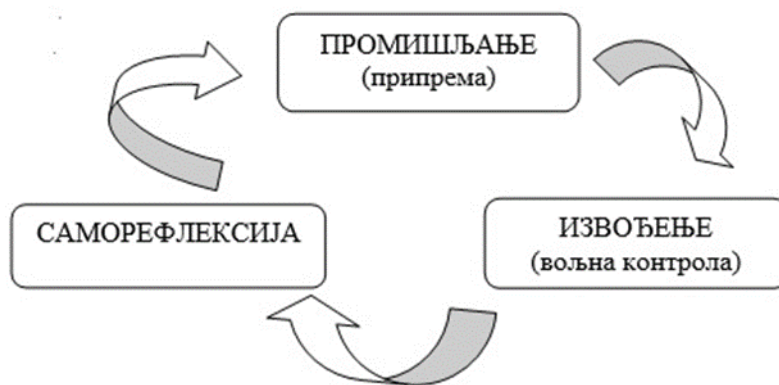 ПРОМИШЉАЊЕ
(припрема)
САМОРЕФЛЕКСИЈА
ИЗВОЂЕЊЕ
(вољна контрола)